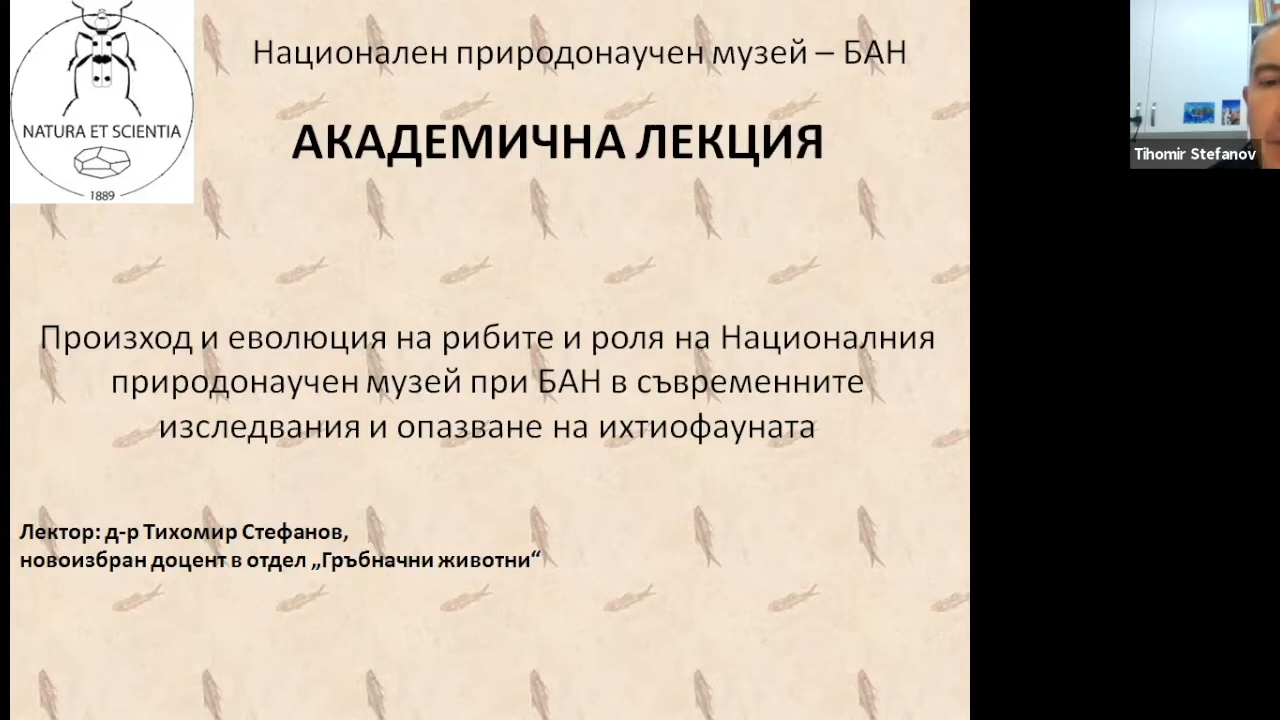 NATURA ET SCIENTIA
1889
Национален природонаучен музей – БАН
АКАДЕМИЧНА ЛЕКЦИЯ
Произход и еволюция на рибите и роля на Националния
природонаучен музей при БАН в съвременните
изследвания и опазване на ихтиофауната
Лектор: д-р Тихомир Стефанов,
новоизбран доцент в отдел „Гръбначни животни“
Tihomir Stefanov